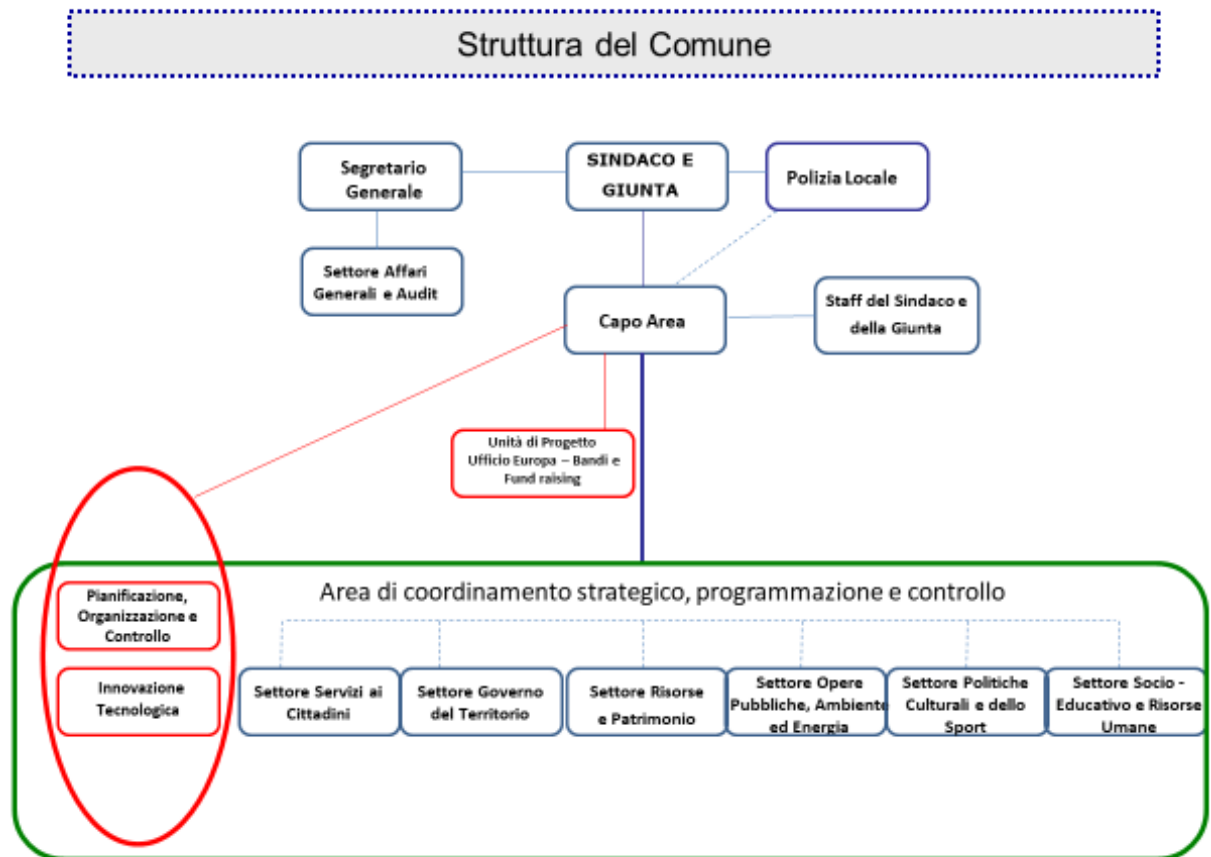 Struttura del Comune
Segretario
Generale
SINDACO E
GIUNTA
Polizia Locale
Settore Affari
Generali e Audit
Capo Area
Staff del Sindaco e
della Giunta
Unità di Progetto
Ufficio Europa – Bandi e
Fund raising
Area di coordinamento strategico, programmazione e controllo
Pianificazione,
Organizzazione e
Controllo
Innovazione
Tecnologica
Settore Servizi ai
Cittadini
Settore Governo
del Territorio
Settore Risorse
e Patrimonio
Settore Opere
Pubbliche, Ambiente
ed Energia
Settore Politiche
Culturali e dello
Sport
Settore Socio -
Educativo e Risorse
Umane